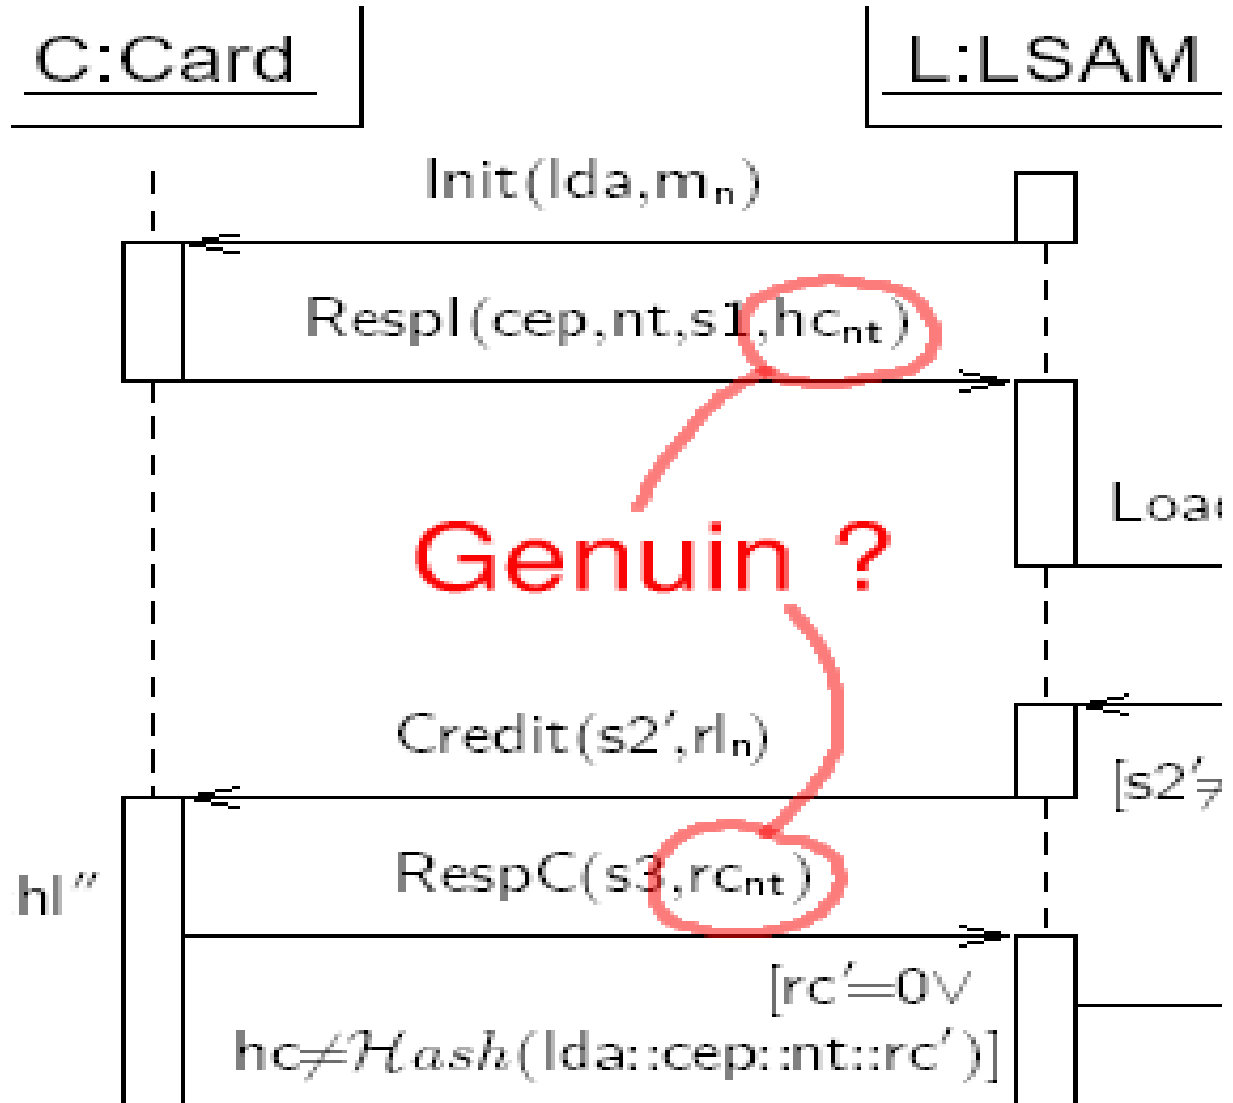 C:Card L:LSAM
Init(lda,mₙ)
RespI(cep,nt,s1,hcₙₜ)
Genuin ?
Credit(s2′,rlₙ)
[s2′≠
hl″
RespC(s3,rcₙₜ)
[rc′=0∨
hc≠Hash(lda::cep::nt::rc′)]